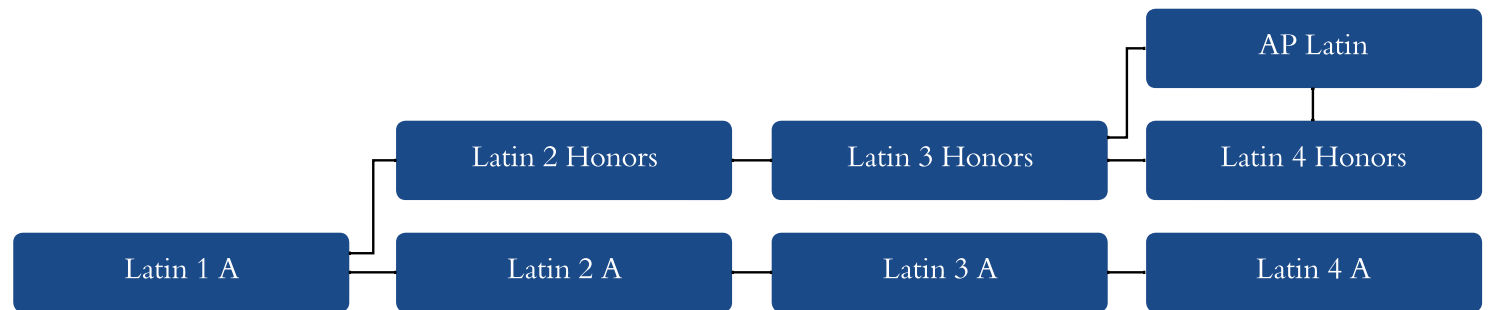 AP Latin
Latin 2 Honors
Latin 3 Honors
Latin 4 Honors
Latin 1 A
Latin 2 A
Latin 3 A
Latin 4 A